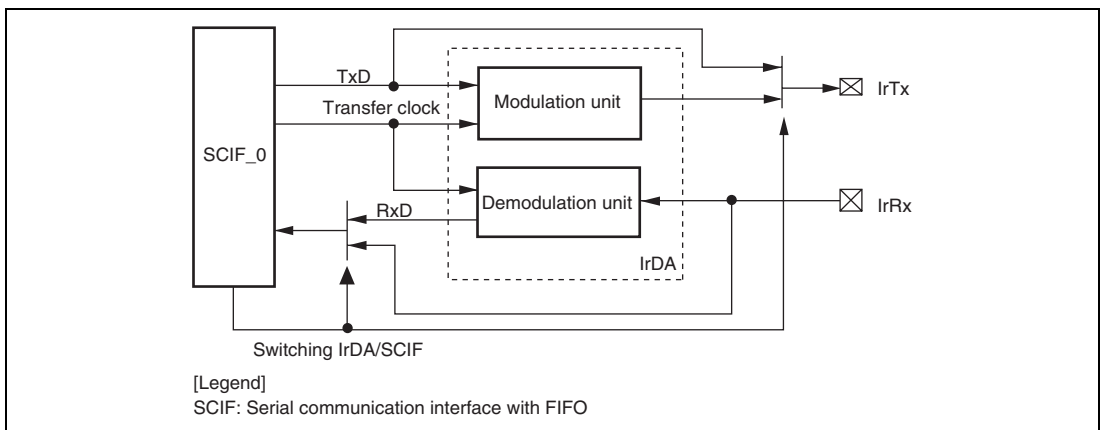 TxD
Modulation unit
IrTx
Transfer clock
SCIF_0
Demodulation unit
IrRx
RxD
IrDA
Switching IrDA/SCIF
[Legend]
SCIF: Serial communication interface with FIFO